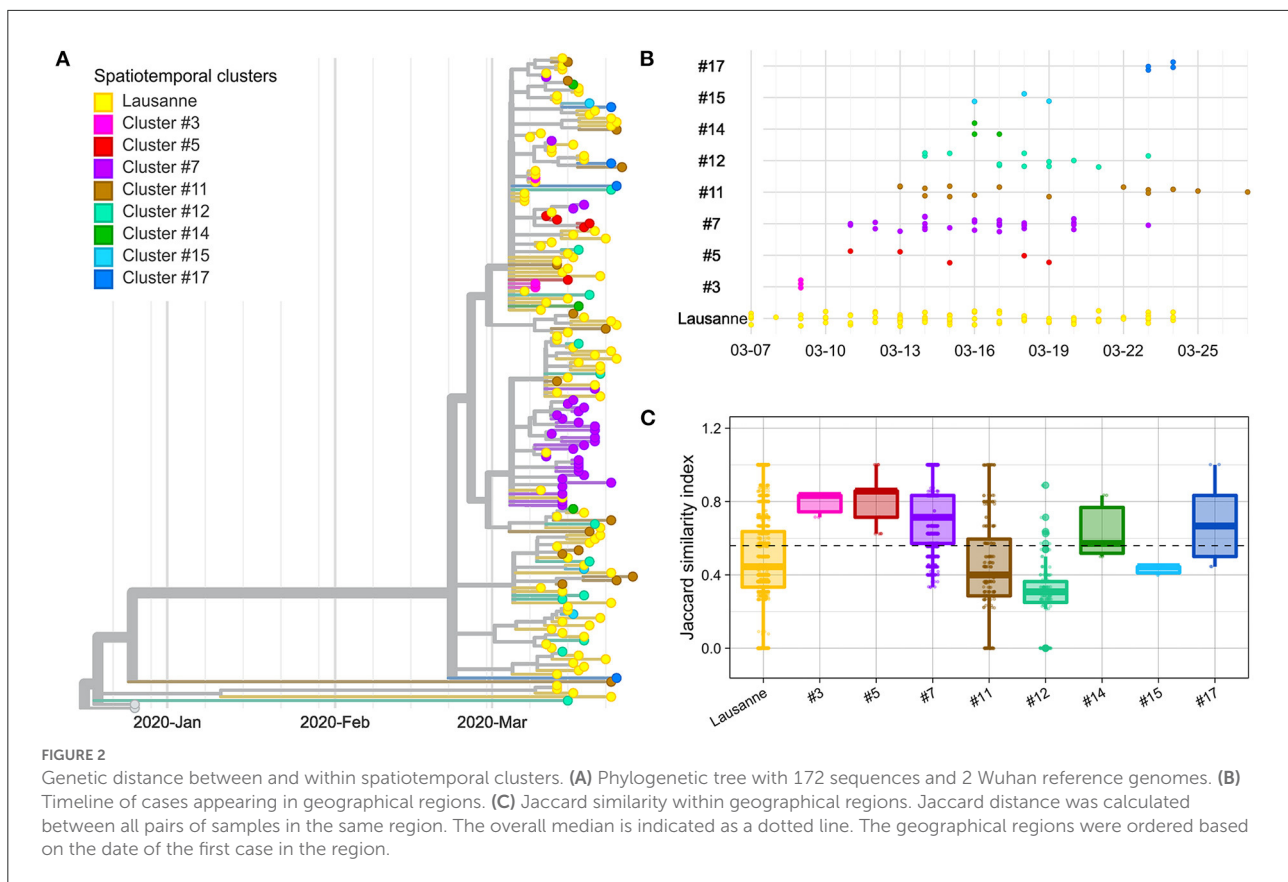 A
Spatiotemporal clusters
Lausanne
Cluster #3
Cluster #5
Cluster #7
Cluster #11
Cluster #12
Cluster #14
Cluster #15
Cluster #17
2020-Jan
2020-Feb
2020-Mar
B
#17
#15
#14
#12
#11
#7
#5
#3
Lausanne
03-07
03-10
03-13
03-16
03-19
03-22
03-25
C
Jaccard similarity index
1.2
0.8
0.4
0.0
Lausanne
#3
#5
#7
#11
#12
#14
#15
#17
FIGURE 2
Genetic distance between and within spatiotemporal clusters. (A) Phylogenetic tree with 172 sequences and 2 Wuhan reference genomes. (B)
Timeline of cases appearing in geographical regions. (C) Jaccard similarity within geographical regions. Jaccard distance was calculated
between all pairs of samples in the same region. The overall median is indicated as a dotted line. The geographical regions were ordered based
on the date of the first case in the region.